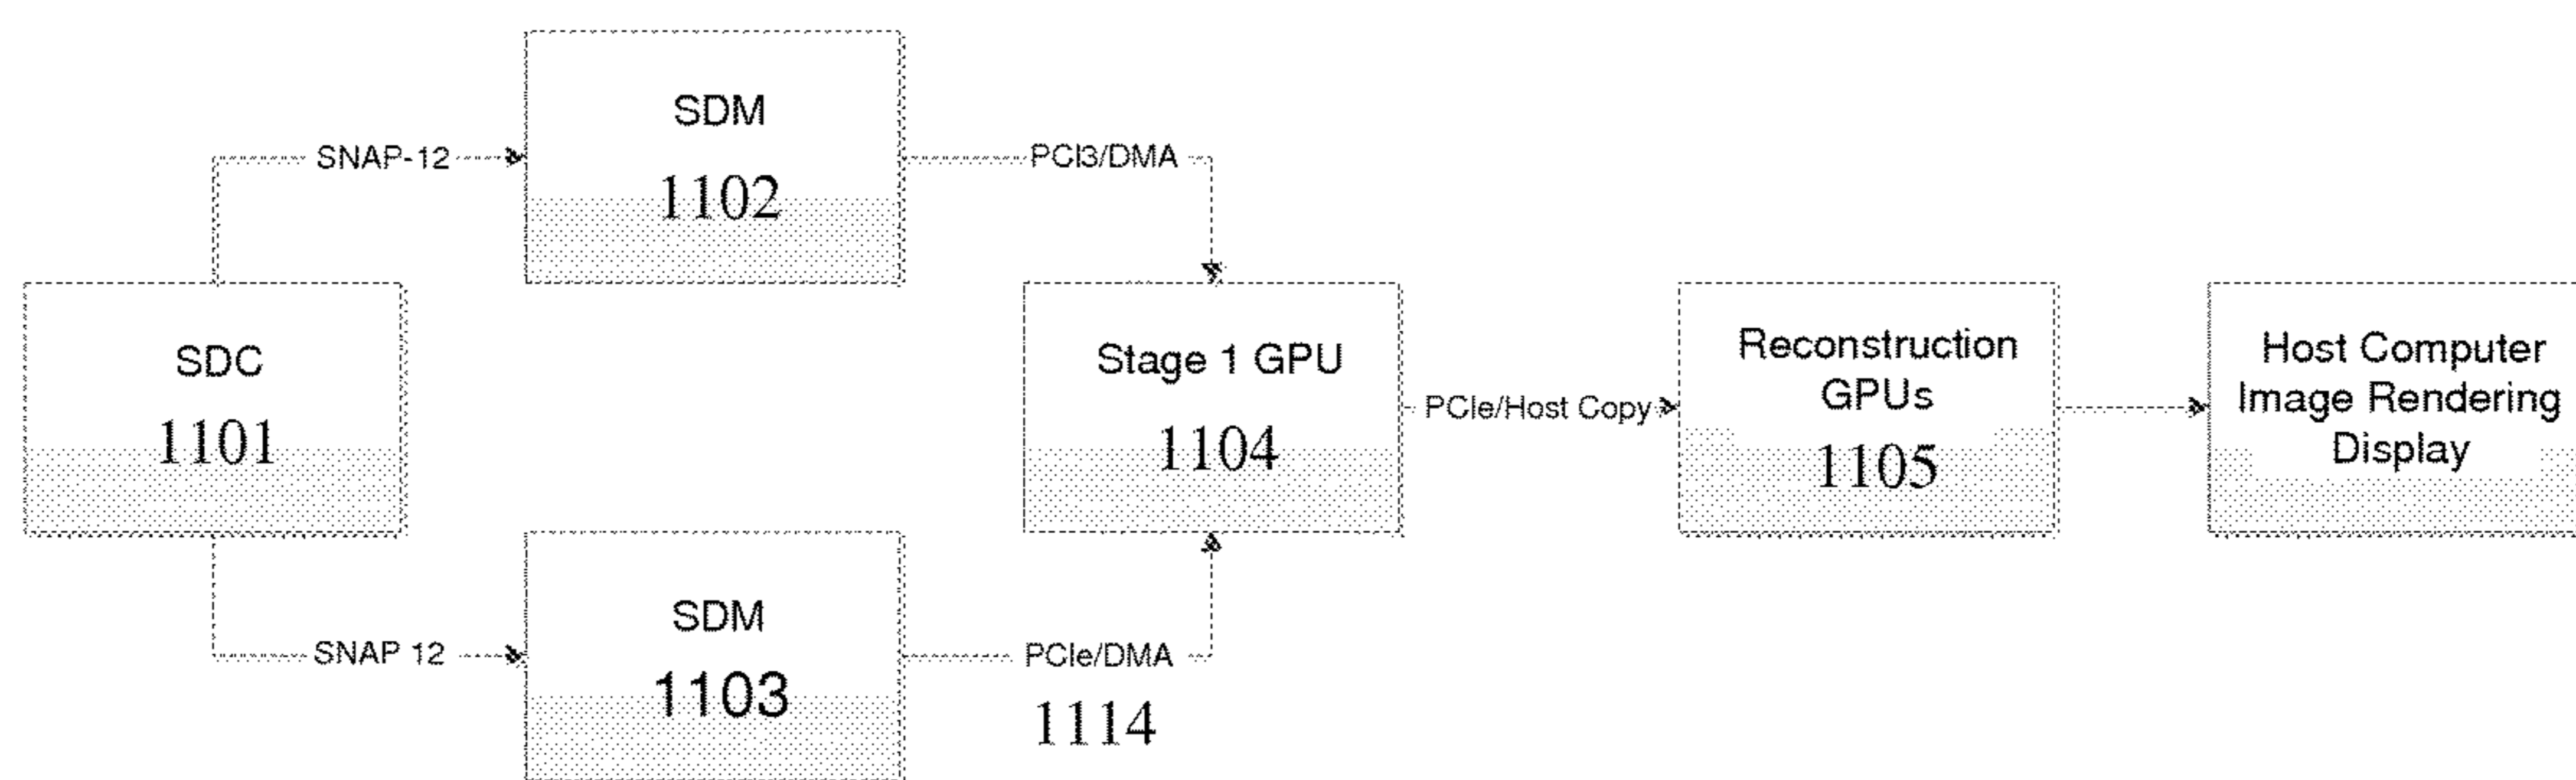 SDM
1102
SNAP-12
PCI3/DMA
SDC
1101
Stage 1 GPU
1104
PCIe/Host Copy
Reconstruction
GPUs
1105
Host Computer
Image Rendering
Display
SNAP 12
SDM
1103
PCIe/DMA
1114